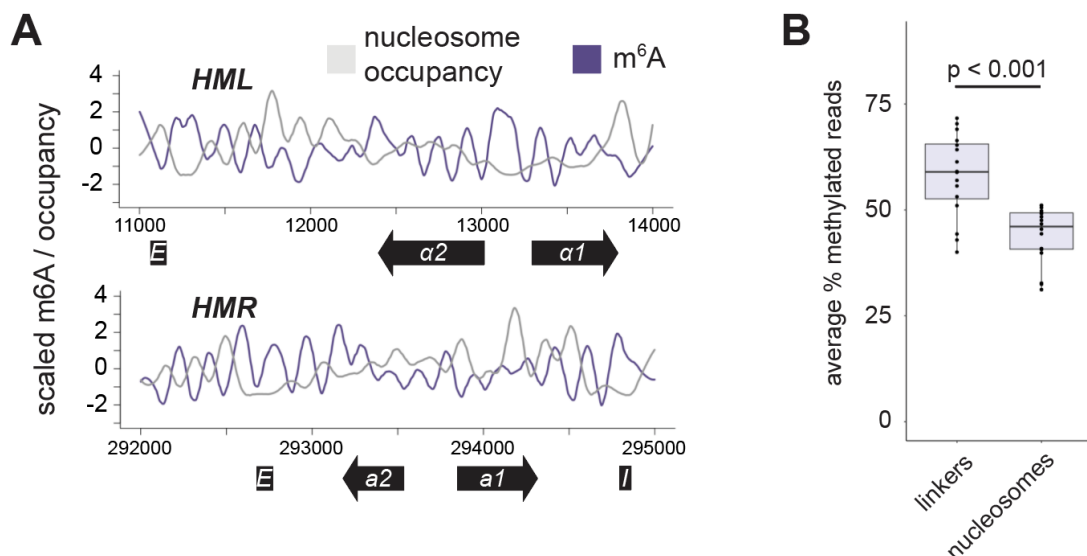 A
nucleosome
occupancy
m⁶A
HML
4
2
0
-2
11000 12000 13000 14000
E α2 α1
scaled m6A / occupancy
HMR
4
2
0
-2
292000 293000 294000 295000
E a2 a1 I
B
p < 0.001
75
50
25
0
average % methylated reads
linkers
nucleosomes